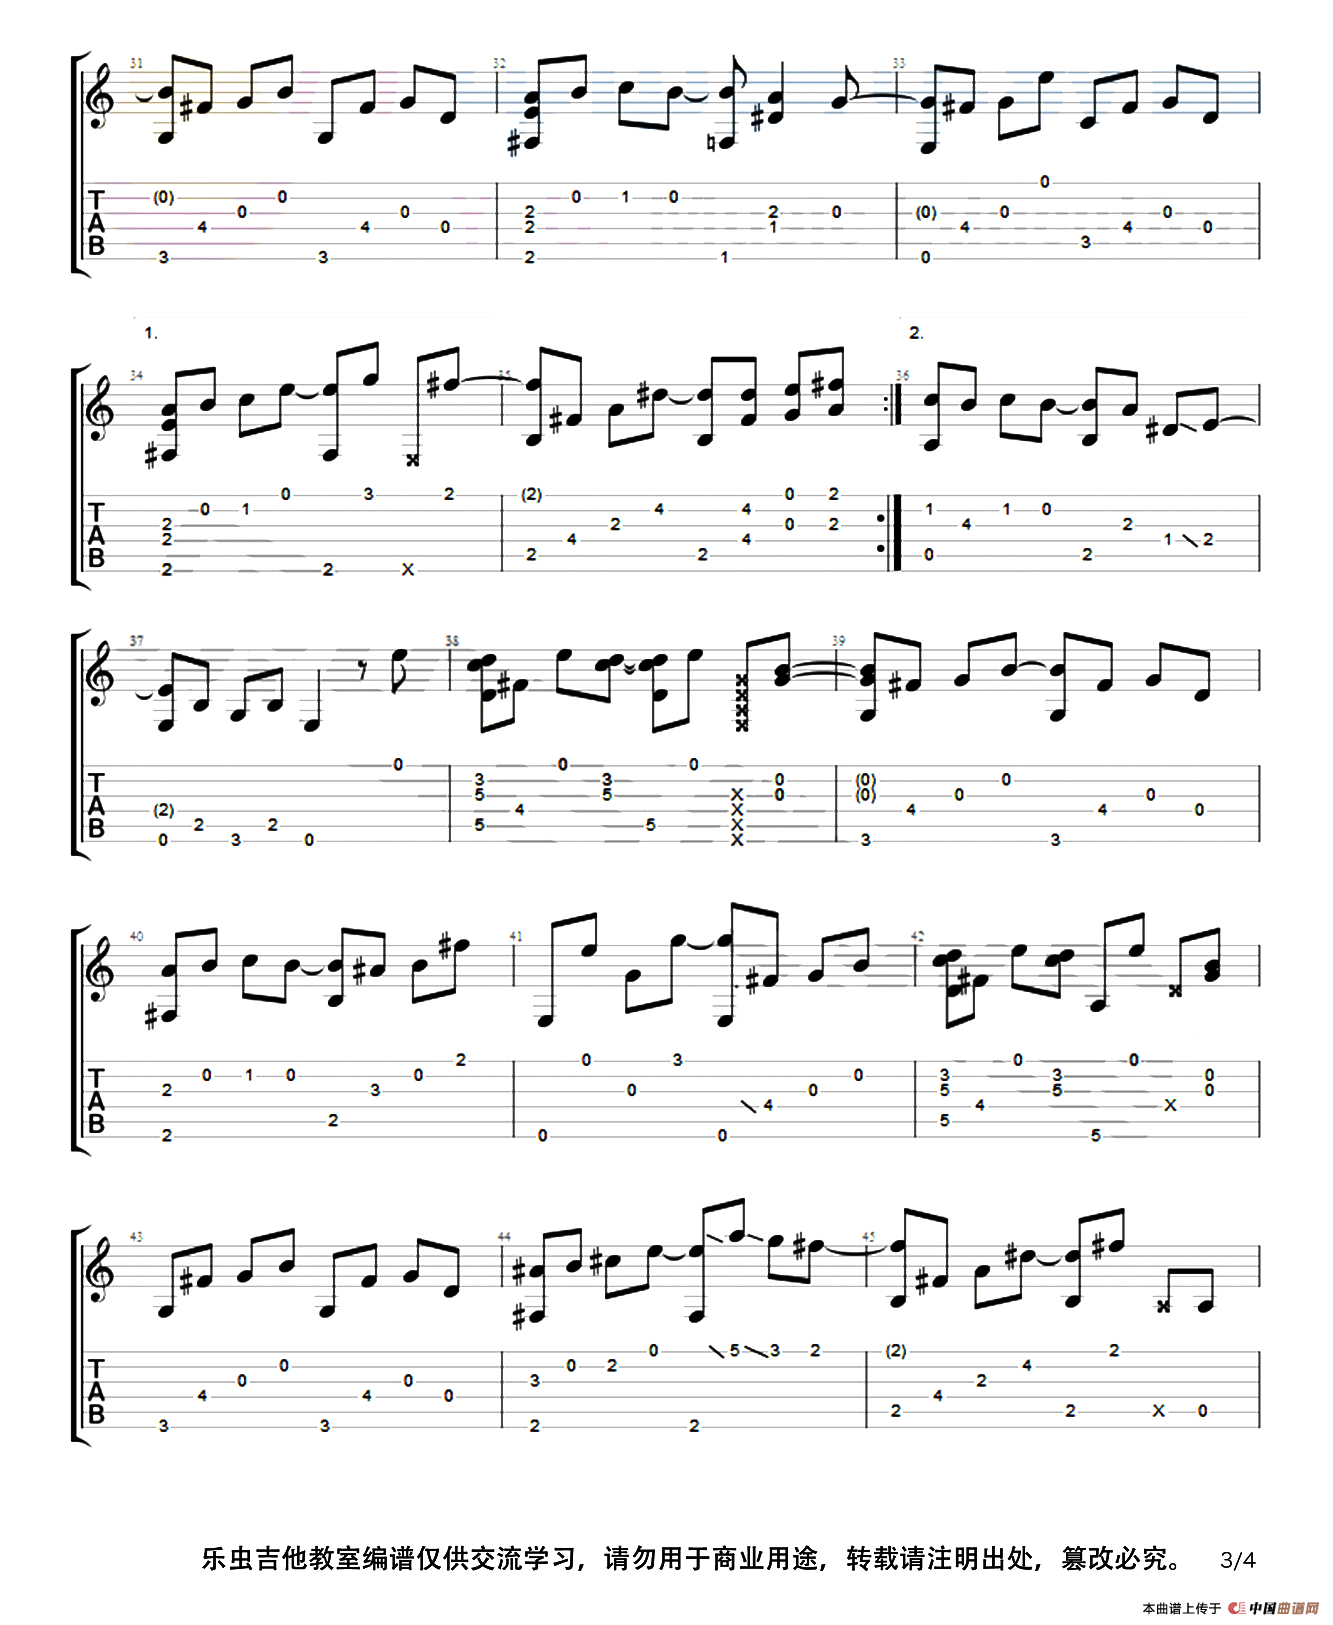 31 32 33
T (0) 4 0 0 0 4 0 0 2 2 2 0 1 0 1 2 1 0 (0) 0 4 0 0 3 4 0 0
A
B 3 3
1. 2.
34 35 36
T 2 2 2 0 1 0 2 3 X 2 (2) 2 4 2 4 2 4 4 0 0 2 2 1 0 4 1 0 2 2 1 2
A
B
37 38 39
T (2) 0 2 3 2 0 0 3 5 5 4 0 3 5 5 0 X X X X 0 0 (0) (0) 3 4 0 0 3 4 0 0
A
B
40 41 42
T 2 2 0 1 0 2 3 0 2 0 0 0 3 0 4 0 0 3 5 5 4 0 3 5 5 0 X 0 0
A
B
43 44 45
T 3 4 0 0 3 4 0 0 3 2 0 2 0 2 5 3 2 (2) 2 4 2 4 2 2 X 0
A
B
乐虫吉他教室编谱仅供交流学习，请勿用于商业用途，转载请注明出处，篡改必究。 3/4
本曲谱上传于 中国曲谱网